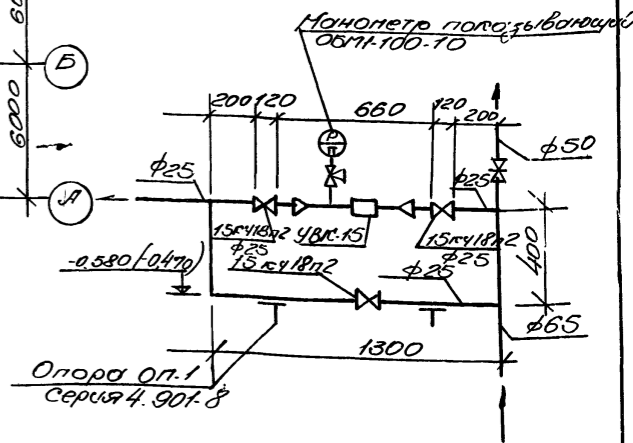 Манометр показывающий
ОБМ1-100-10
Б
6000
200 120 660 120 200
Р
П
ф50
ф25
ф25
А
15кч18п2
ф25
УВК-15
15кч18п2
ф25
400
-0.580(-0.470)
15кч18п2
ф25
ф65
1300
Опора ОП-1
Серия 4.901-8